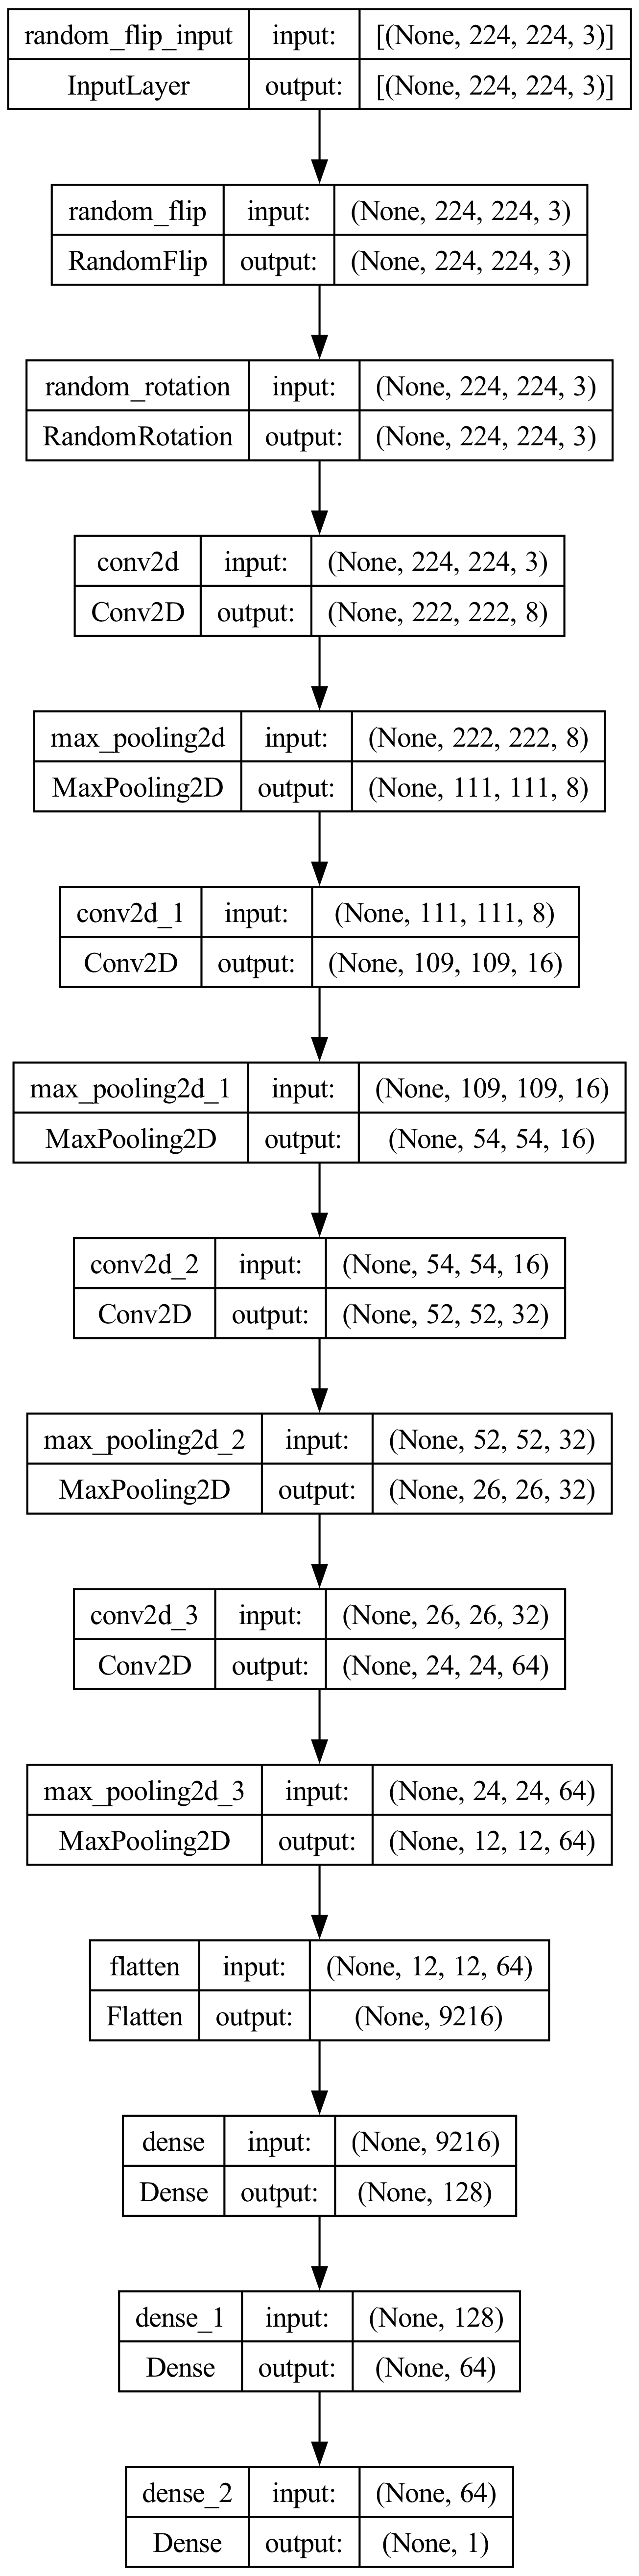 random_flip_input input: [(None, 224, 224, 3)]
InputLayer output: [(None, 224, 224, 3)]
random_flip input: (None, 224, 224, 3)
RandomFlip output: (None, 224, 224, 3)
random_rotation input: (None, 224, 224, 3)
RandomRotation output: (None, 224, 224, 3)
conv2d input: (None, 224, 224, 3)
Conv2D output: (None, 222, 222, 8)
max_pooling2d input: (None, 222, 222, 8)
MaxPooling2D output: (None, 111, 111, 8)
conv2d_1 input: (None, 111, 111, 8)
Conv2D output: (None, 109, 109, 16)
max_pooling2d_1 input: (None, 109, 109, 16)
MaxPooling2D output: (None, 54, 54, 16)
conv2d_2 input: (None, 54, 54, 16)
Conv2D output: (None, 52, 52, 32)
max_pooling2d_2 input: (None, 52, 52, 32)
MaxPooling2D output: (None, 26, 26, 32)
conv2d_3 input: (None, 26, 26, 32)
Conv2D output: (None, 24, 24, 64)
max_pooling2d_3 input: (None, 24, 24, 64)
MaxPooling2D output: (None, 12, 12, 64)
flatten input: (None, 12, 12, 64)
Flatten output: (None, 9216)
dense input: (None, 9216)
Dense output: (None, 128)
dense_1 input: (None, 128)
Dense output: (None, 64)
dense_2 input: (None, 64)
Dense output: (None, 1)